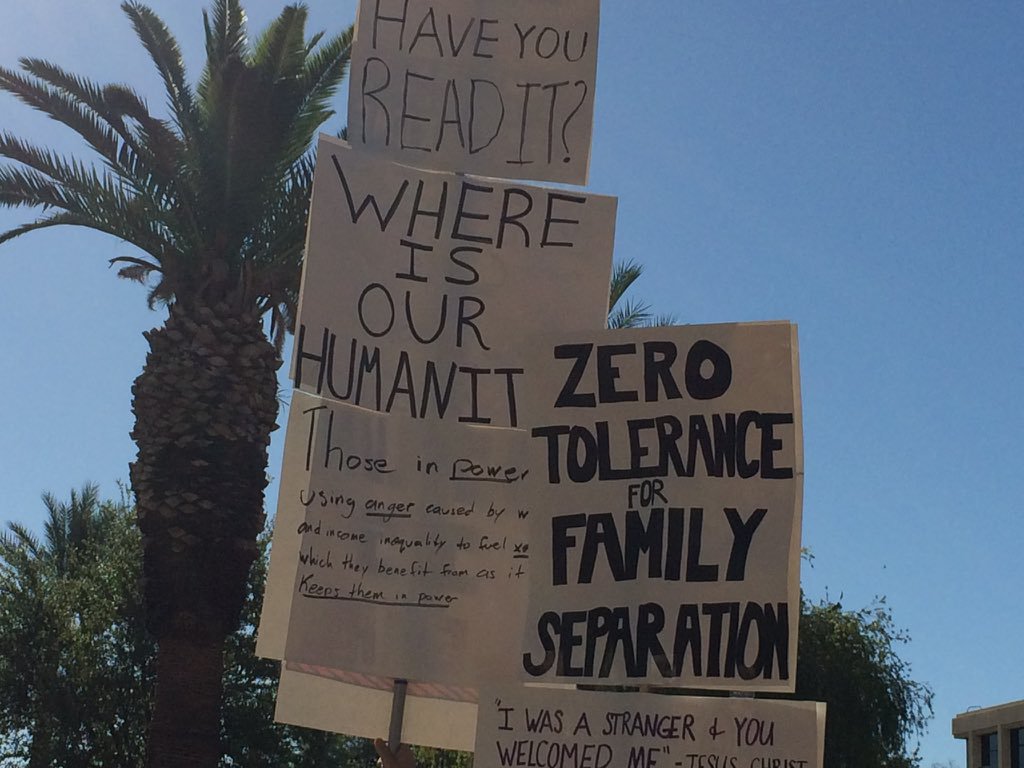 HAVE YOU
READ IT?
WHERE
IS
OUR
HUMANIT
Those in power
using anger caused by w
and income inequality to fuel xe
which they benefit from as it
Keeps them in power
ZERO
TOLERANCE
FOR
FAMILY
SEPARATION
"I WAS A STRANGER & YOU
WELCOMED ME" - JESUS CHRIST